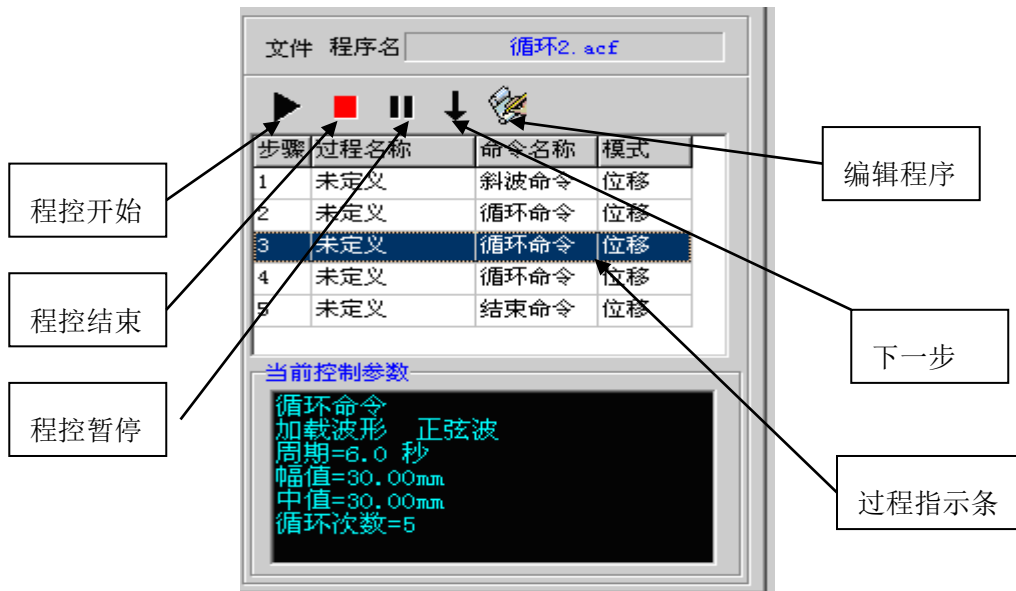 文件 程序名 循环2.acf
步骤 过程名称 命令名称 模式
1 未定义 斜波命令 位移
2 未定义 循环命令 位移
3 未定义 循环命令 位移
4 未定义 循环命令 位移
5 未定义 结束命令 位移
当前控制参数
循环命令
加载波形 正弦波
周期=6.0 秒
幅值=30.00mm
中值=30.00mm
循环次数=5
程控开始
程控结束
程控暂停
编辑程序
下一步
过程指示条